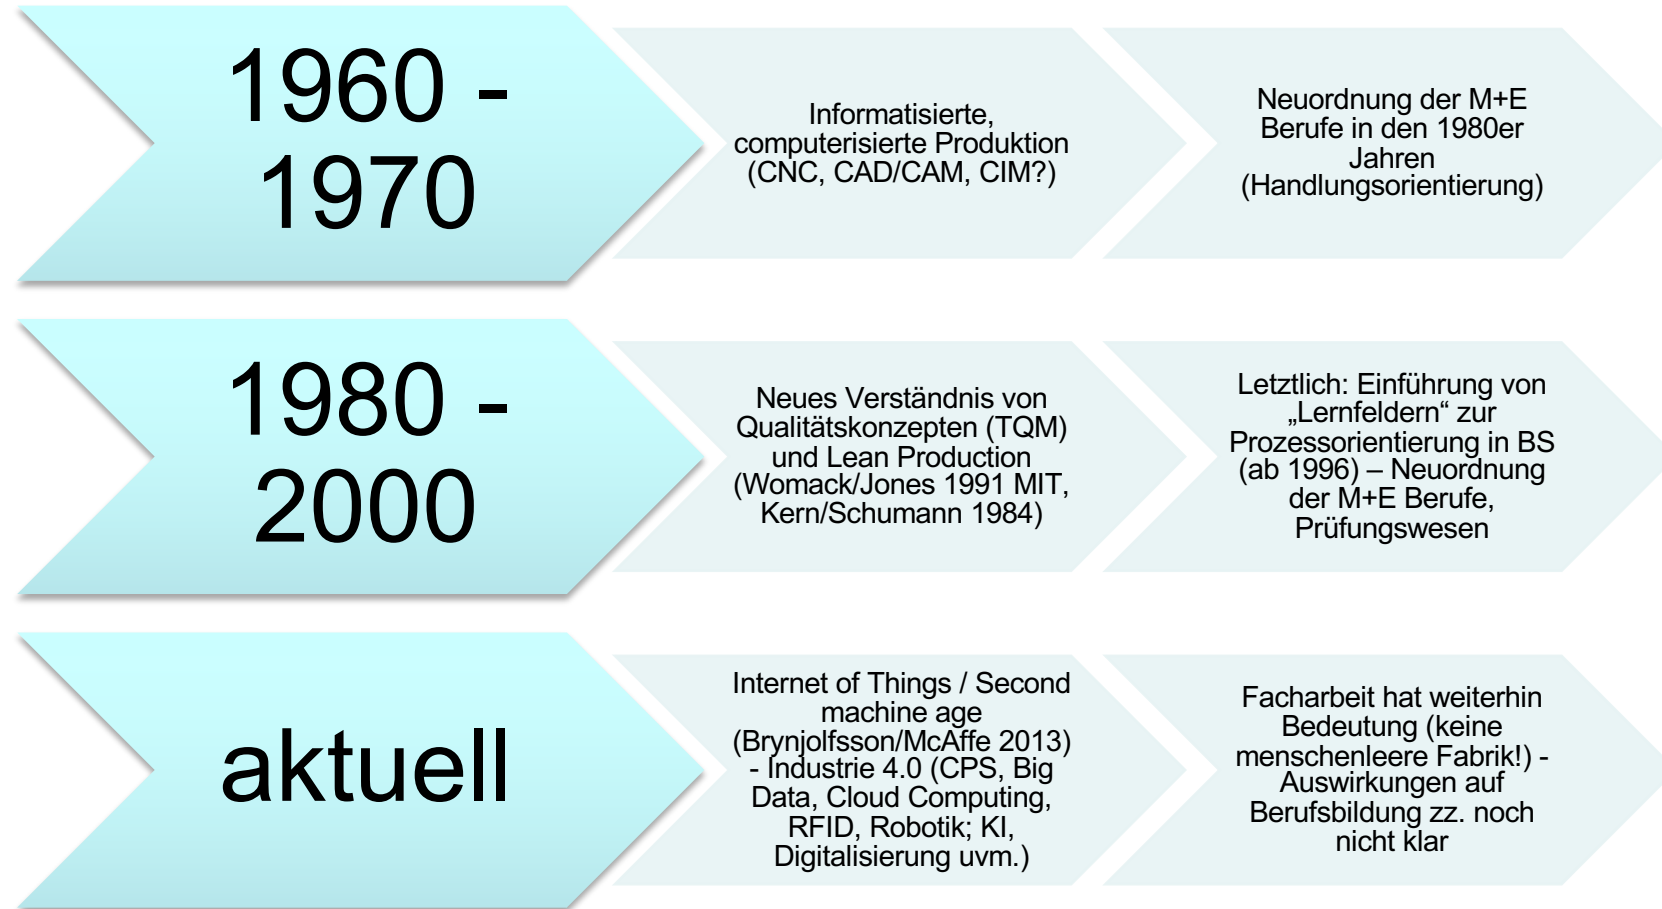 1960 -
1970
Informatisierte,
computerisierte Produktion
(CNC, CAD/CAM, CIM?)
Neuordnung der M+E
Berufe in den 1980er
Jahren
(Handlungsorientierung)
1980 -
2000
Neues Verständnis von
Qualitätskonzepten (TQM)
und Lean Production
(Womack/Jones 1991 MIT,
Kern/Schumann 1984)
Letztlich: Einführung von
„Lernfeldern“ zur
Prozessorientierung in BS
(ab 1996) – Neuordnung
der M+E Berufe,
Prüfungswesen
aktuell
Internet of Things / Second
machine age
(Brynjolfsson/McAffe 2013)
- Industrie 4.0 (CPS, Big
Data, Cloud Computing,
RFID, Robotik; KI,
Digitalisierung uvm.)
Facharbeit hat weiterhin
Bedeutung (keine
menschenleere Fabrik!) -
Auswirkungen auf
Berufsbildung zz. noch
nicht klar